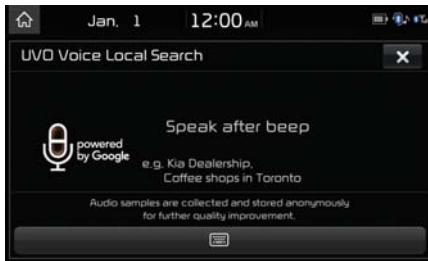 Jan. 1 12:00 AM
UVO Voice Local Search
Speak after beep
powered
by Google
e.g. Kia Dealership,
Coffee shops in Toronto
Audio samples are collected and stored anonymously
for further quality improvement.